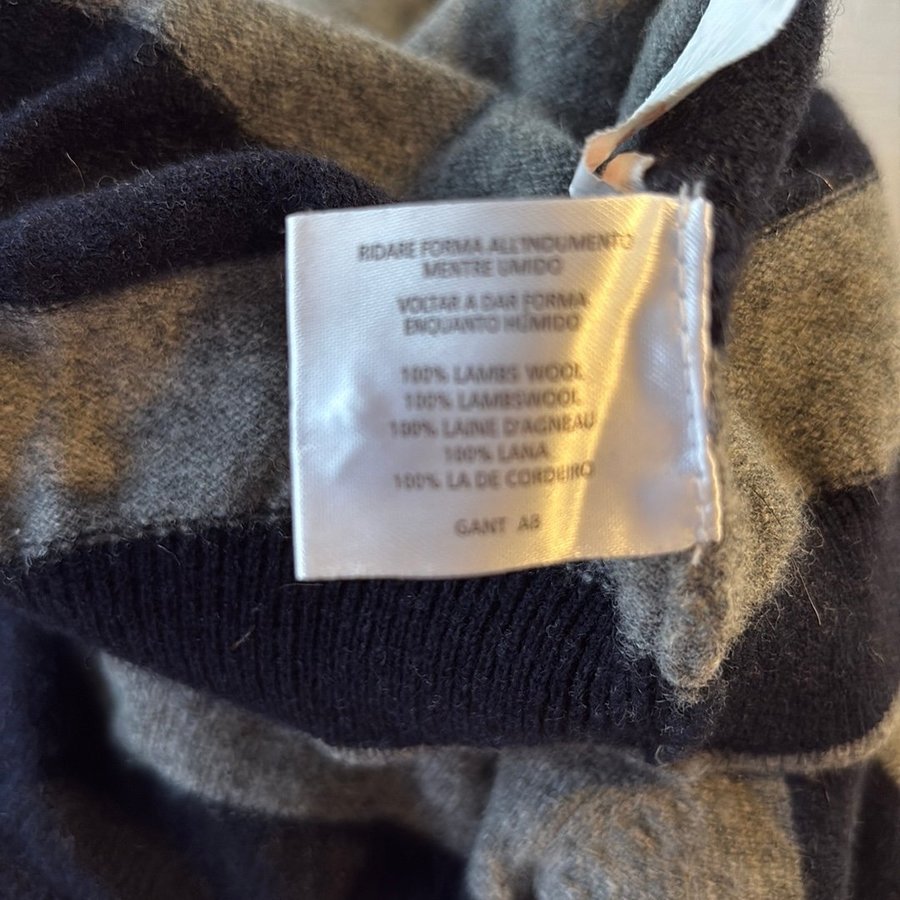 RIDARE FORMA ALL'INDUMENTO
MENTRE UMIDO
VOLTAR A DAR FORMA
ENQUANTO HÚMIDO
100% LAMBS WOOL
100% LAMBSWOOL
100% LAINE D'AGNEAU
100% LANA
100% LA DE CORDEIRO
GANT AB